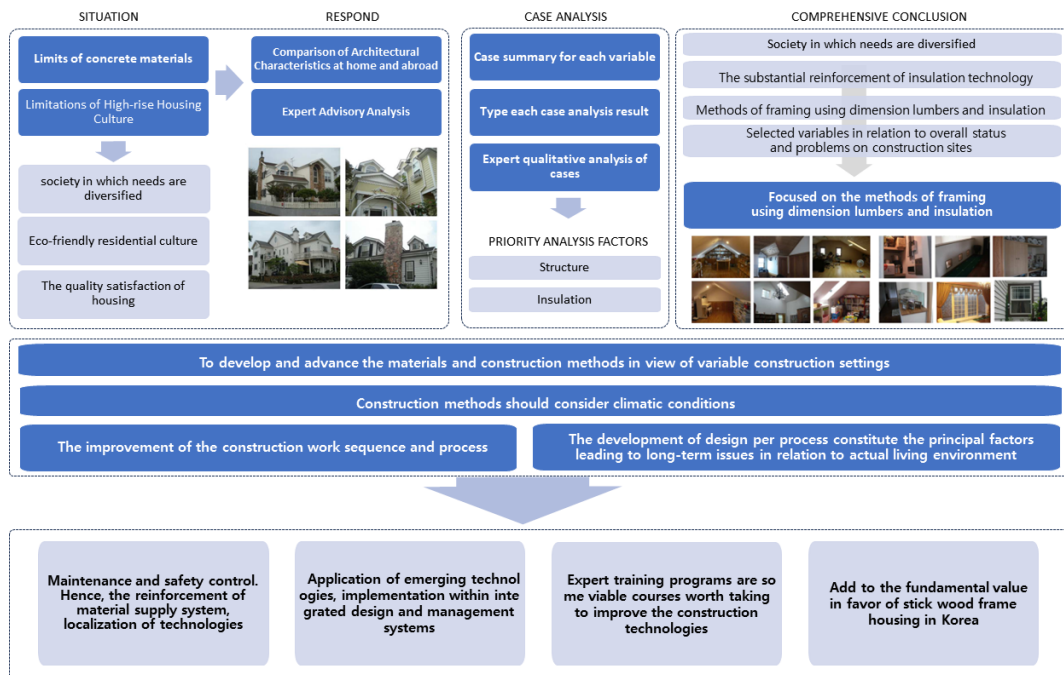 SITUATION
Limits of concrete materials
Limitations of High-rise Housing
Culture
society in which needs are
diversified
Eco-friendly residential culture
The quality satisfaction of
housing
RESPOND
Comparison of Architectural
Characteristics at home and abroad
Expert Advisory Analysis
CASE ANALYSIS
Case summary for each variable
Type each case analysis result
Expert qualitative analysis of
cases
PRIORITY ANALYSIS FACTORS
Structure
Insulation
COMPREHENSIVE CONCLUSION
Society in which needs are diversified
The substantial reinforcement of insulation technology
Methods of framing using dimension lumbers and insulation
Selected variables in relation to overall status
and problems on construction sites
Focused on the methods of framing
using dimension lumbers and insulation
To develop and advance the materials and construction methods in view of variable construction settings
Construction methods should consider climatic conditions
The improvement of the construction work sequence and process
The development of design per process constitute the principal factors
leading to long-term issues in relation to actual living environment
Maintenance and safety control.
Hence, the reinforcement of
material supply system,
localization of technologies
Application of emerging technol
ogies, implementation within inte
grated design and management
systems
Expert training programs are so
me viable courses worth taking
to improve the construction
technologies
Add to the fundamental value
in favor of stick wood frame
housing in Korea